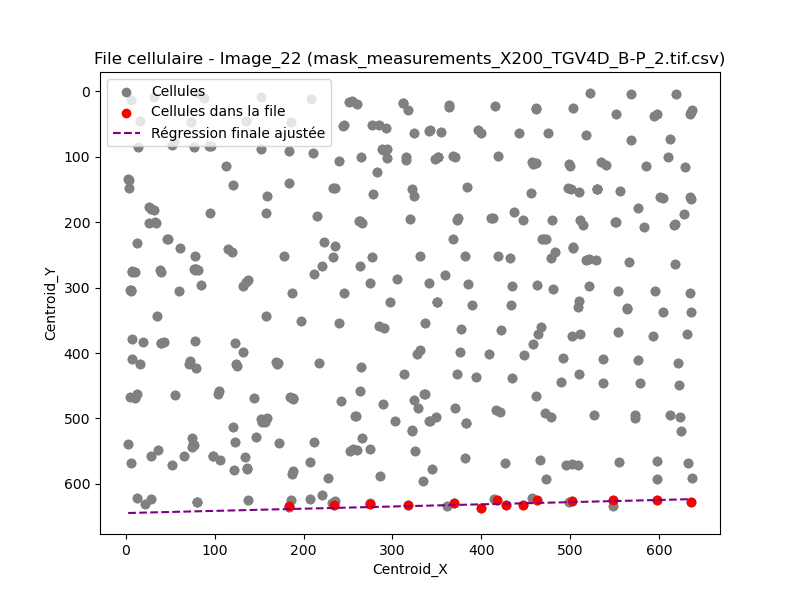 File cellulaire - Image_22 (mask_measurements_X200_TGV4D_B-P_2.tif.csv)
Cellules
Cellules dans la file
Régression finale ajustée
0
100
200
300
400
500
600
Centroid_Y
0 100 200 300 400 500 600
Centroid_X